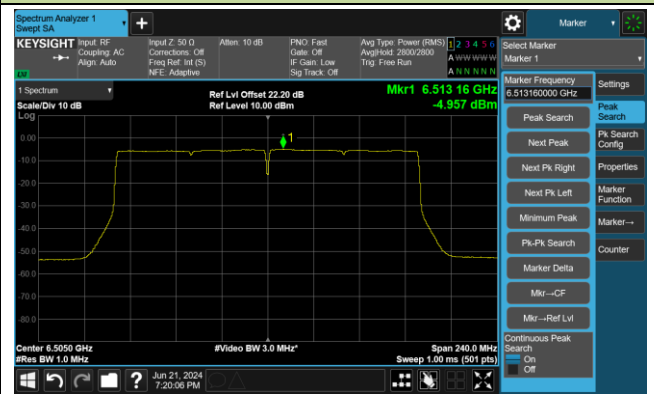 Spectrum Analyzer 1
Swept SA
+
Marker
KEYSIGHT
Input: RF
Coupling: AC
Align: Auto
Input Z: 50 Ω
Corrections: Off
Freq Ref: Int (S)
NFE: Adaptive
Atten: 10 dB
PNO: Fast
Gate: Off
IF Gain: Low
Sig Track: Off
Avg Type: Power (RMS)
Avg|Hold: 2800/2800
Trig: Free Run
1 2 3 4 5 6
A W W W W W
A N N N N N
Select Marker
Marker 1
1 Spectrum
Scale/Div 10 dB
Log
Ref Lvl Offset 22.20 dB
Ref Level 10.00 dBm
Mkr1 6.513 16 GHz
-4.957 dBm
0.00
-10.0
-20.0
-30.0
-40.0
-50.0
-60.0
-70.0
-80.0
1
Center 6.5050 GHz
#Res BW 1.0 MHz
#Video BW 3.0 MHz*
Span 240.0 MHz
Sweep 1.00 ms (501 pts)
Marker Frequency
6.513160000 GHz
Peak Search
Next Peak
Next Pk Right
Next Pk Left
Minimum Peak
Pk-Pk Search
Marker Delta
Mkr→CF
Mkr→Ref Lvl
Continuous Peak
Search
On
Off
Settings
Peak
Search
Pk Search
Config
Properties
Marker
Function
Marker→
Counter
?
Jun 21, 2024
7:20:06 PM